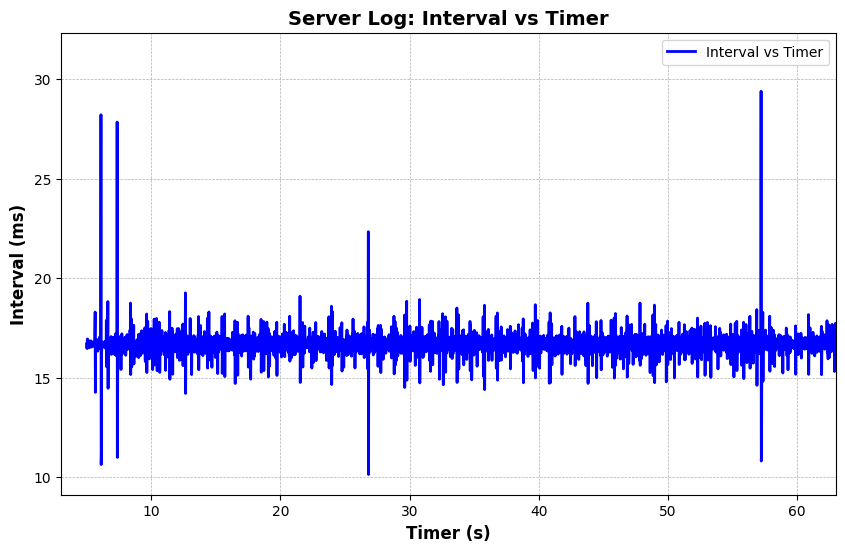 Server Log: Interval vs Timer
Interval vs Timer
30
25
20
15
10
Interval (ms)
10 20 30 40 50 60
Timer (s)